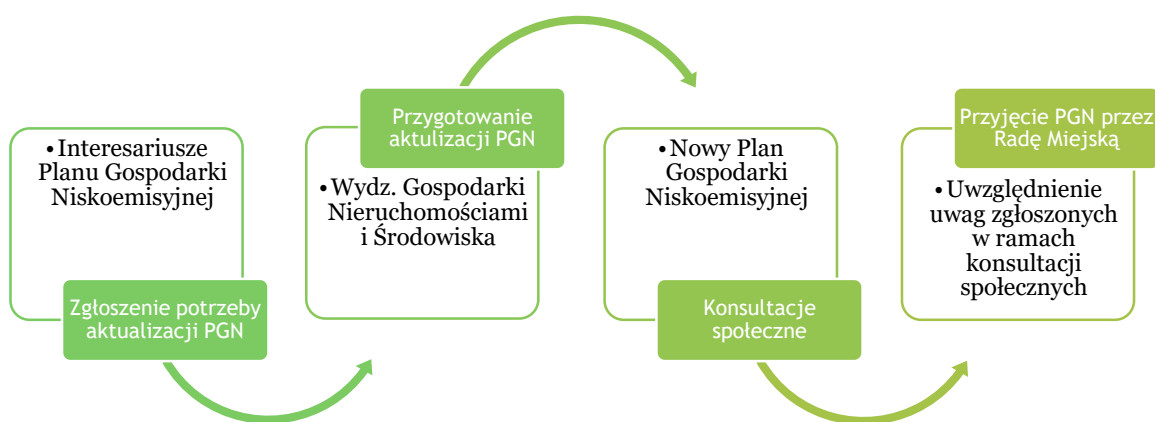 • Interesariusze
Planu Gospodarki
Niskoemisyjnej
Zgłoszenie potrzeby
aktualizacji PGN
Przygotowanie
aktulizacji PGN
• Wydz. Gospodarki
Nieruchomościami
i Środowiska
• Nowy Plan
Gospodarki
Niskoemisyjnej
Konsultacje
społeczne
Przyjęcie PGN przez
Radę Miejską
• Uwzględnienie
uwag zgłoszonych
w ramach
konsultacji
społecznych